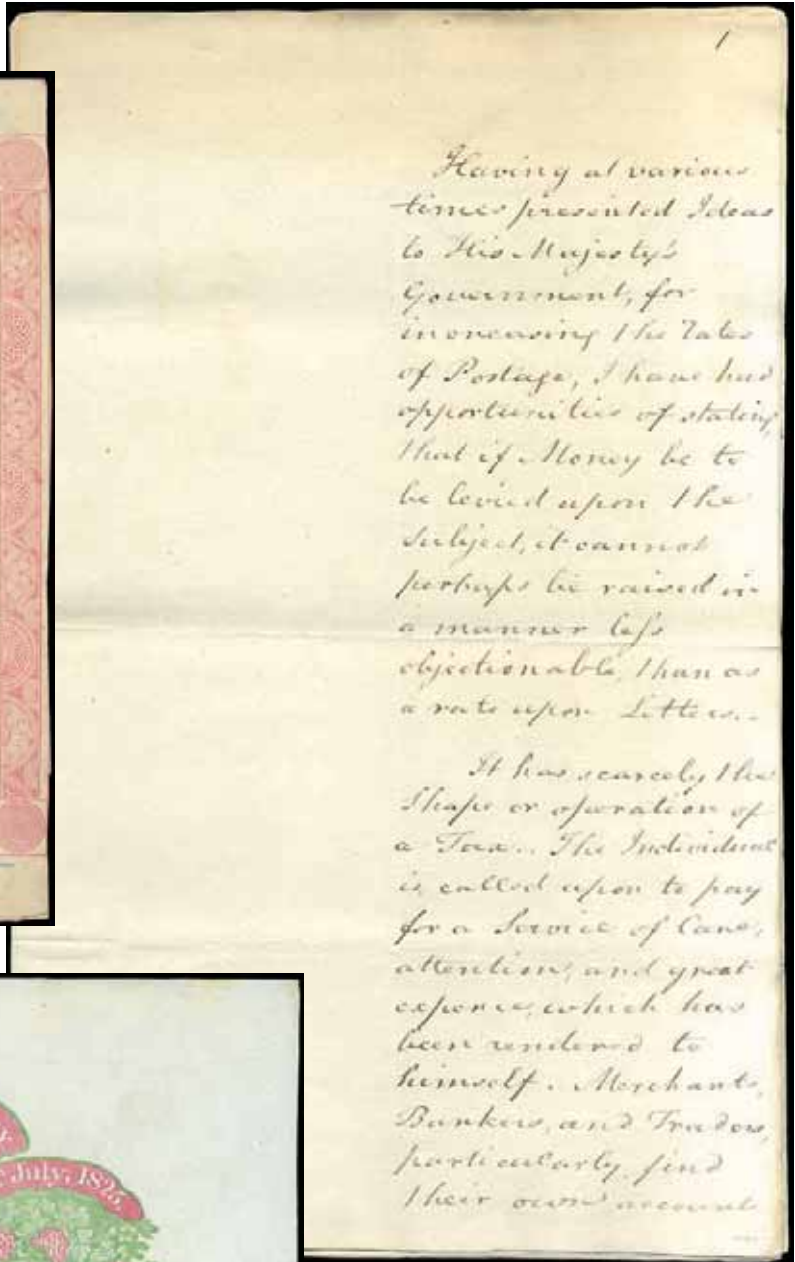 1
Having at various
times presented Ideas
to His Majesty's
Government, for
increasing the Rates
of Postage, I have had
opportunities of stating,
that if Money be to
be levied upon the
Subject, it cannot
perhaps be raised in
a manner less
objectionable, than as
a rate upon Letters.
It has scarcely the
Shape or operation of
a Tax. The Individual
is called upon to pay
for a Service of Care,
attention, and great
expence, which has
been rendered to
himself. Merchants,
Bankers, and Traders,
particularly find
their own account
y.
r July, 1825.